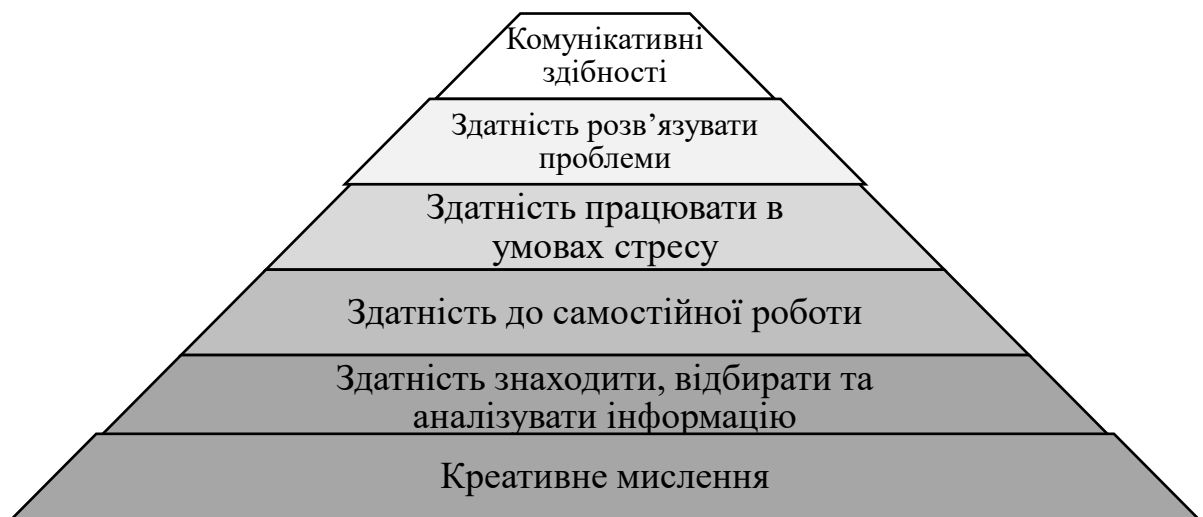 Комунікативні
здібності
Здатність розв’язувати
проблеми
Здатність працювати в
умовах стресу
Здатність до самостійної роботи
Здатність знаходити, відбирати та
аналізувати інформацію
Креативне мислення